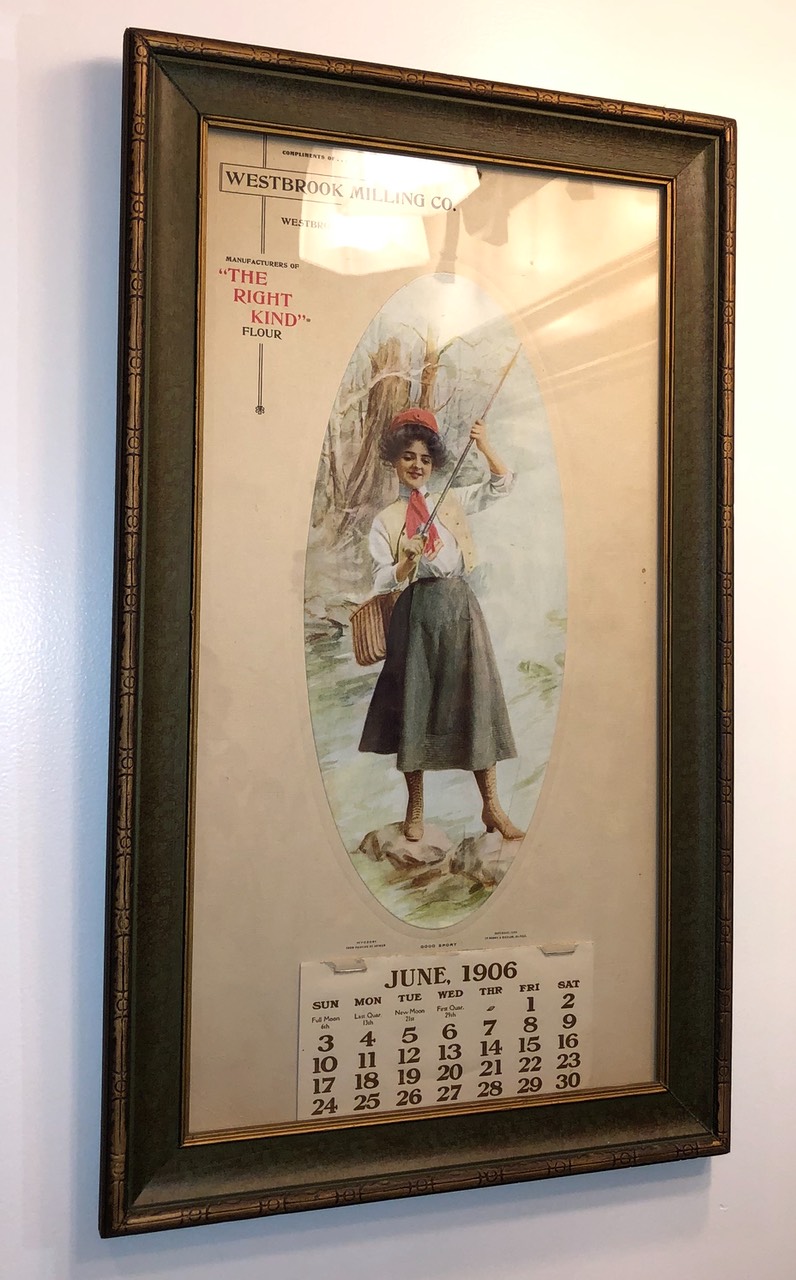 COMPLIMENTS OF . . .
WESTBROOK MILLING CO.
MANUFACTURERS OF
"THE
RIGHT
KIND"
FLOUR
GOOD SPORT
JUNE, 1906
SUN MON TUE WED THR FRI SAT
Full Moon 6th Last Quar. 13th New Moon 21st First Quar. 29th 1 2
3 4 5 6 7 8 9
10 11 12 13 14 15 16
17 18 19 20 21 22 23
24 25 26 27 28 29 30